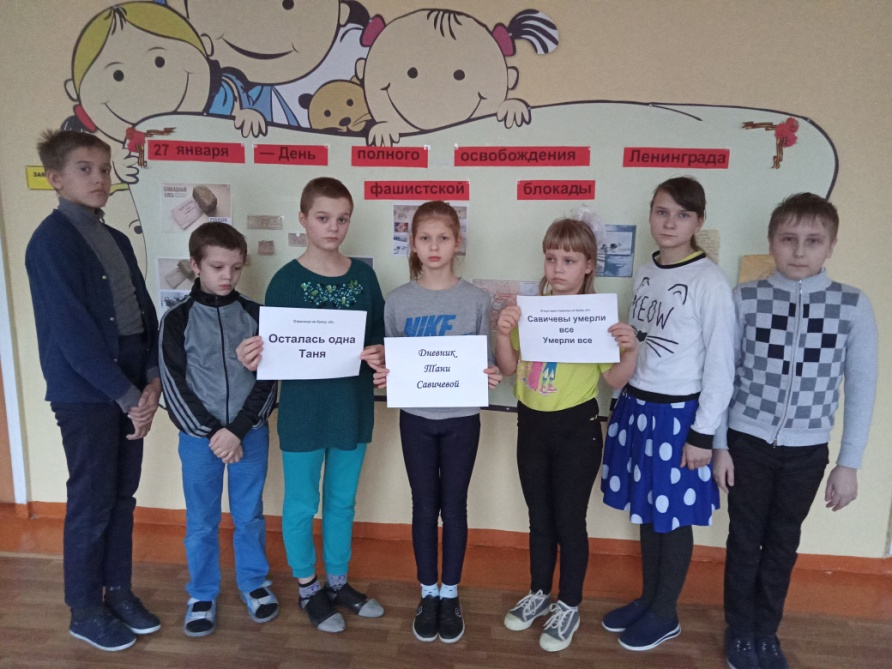 27 января — День полного освобождения Ленинграда
фашистской блокады
Осталась одна
Таня
NIKE
Дневник
Тани
Савичевой
Савичевы умерли
все
Умерли все
MEOW